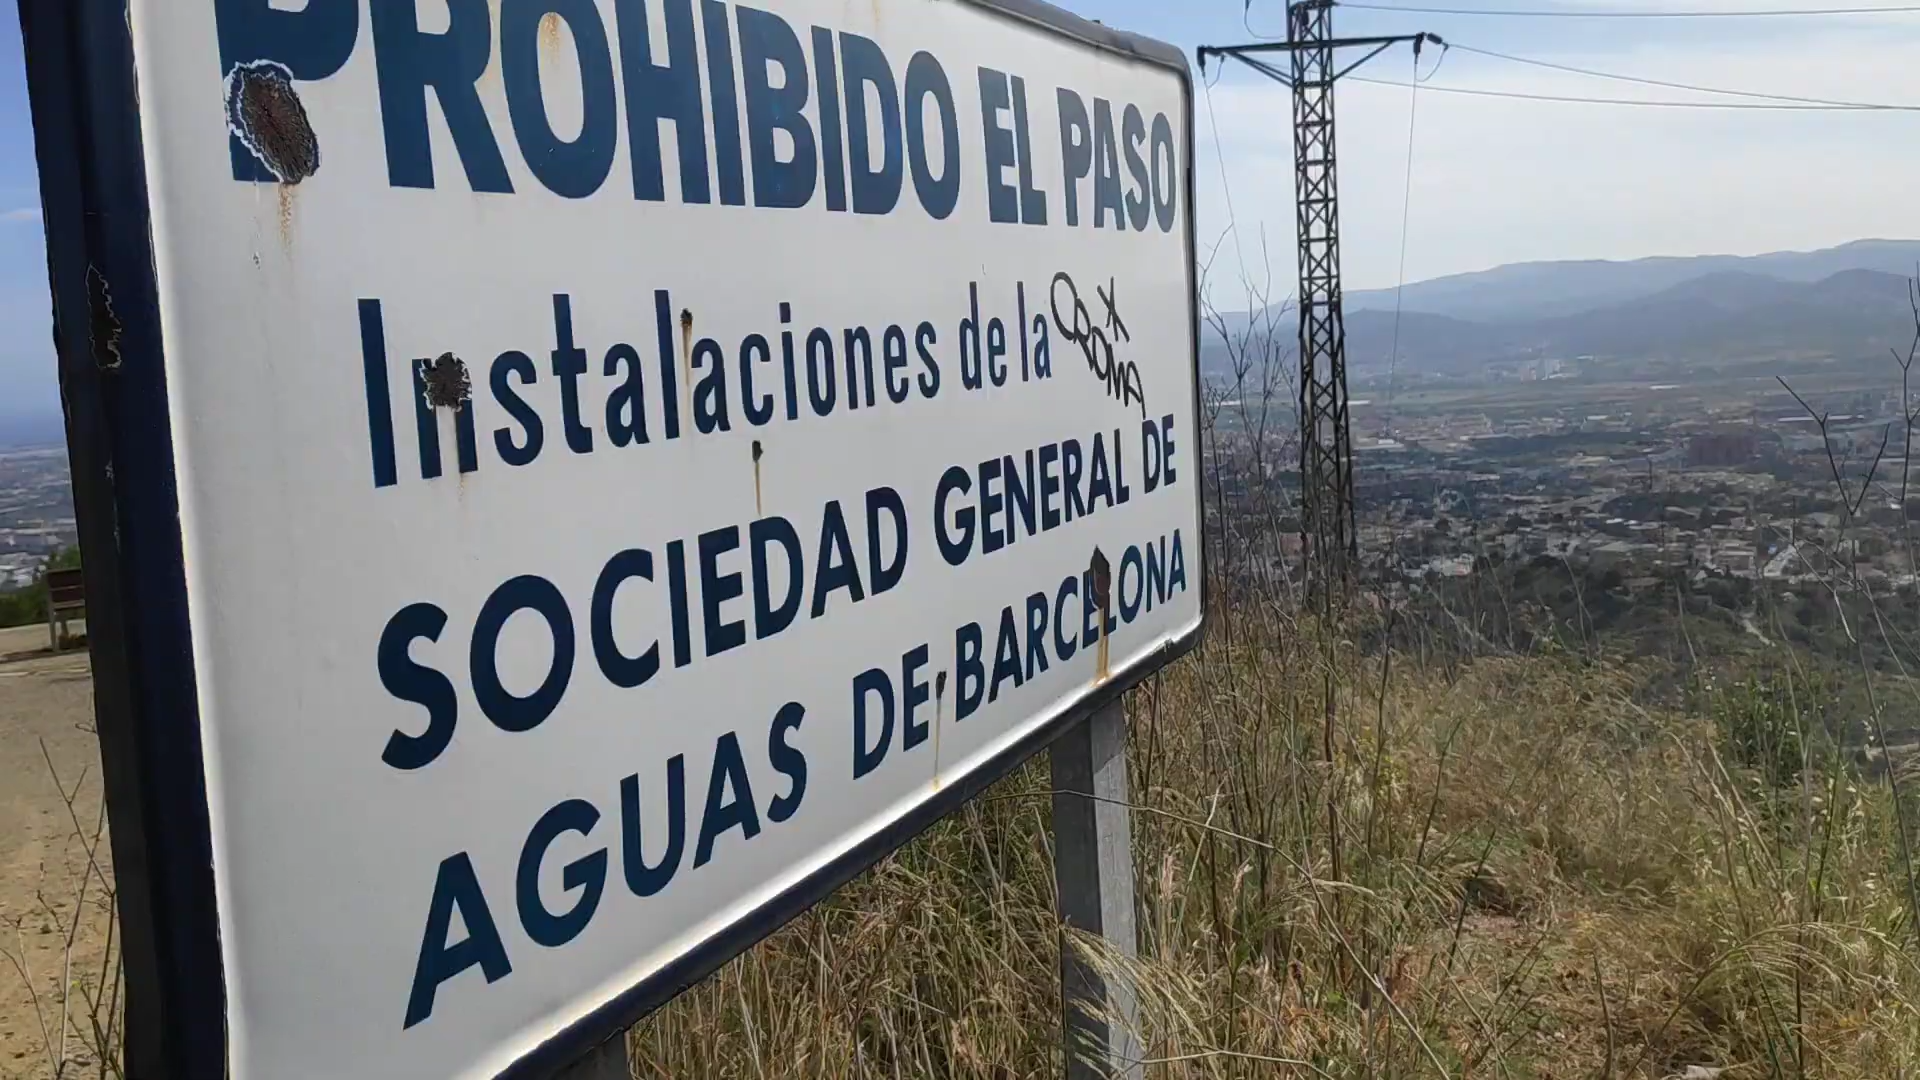 PROHIBIDO EL PASO
Instalaciones de la
SOCIEDAD GENERAL DE
AGUAS DE BARCELONA